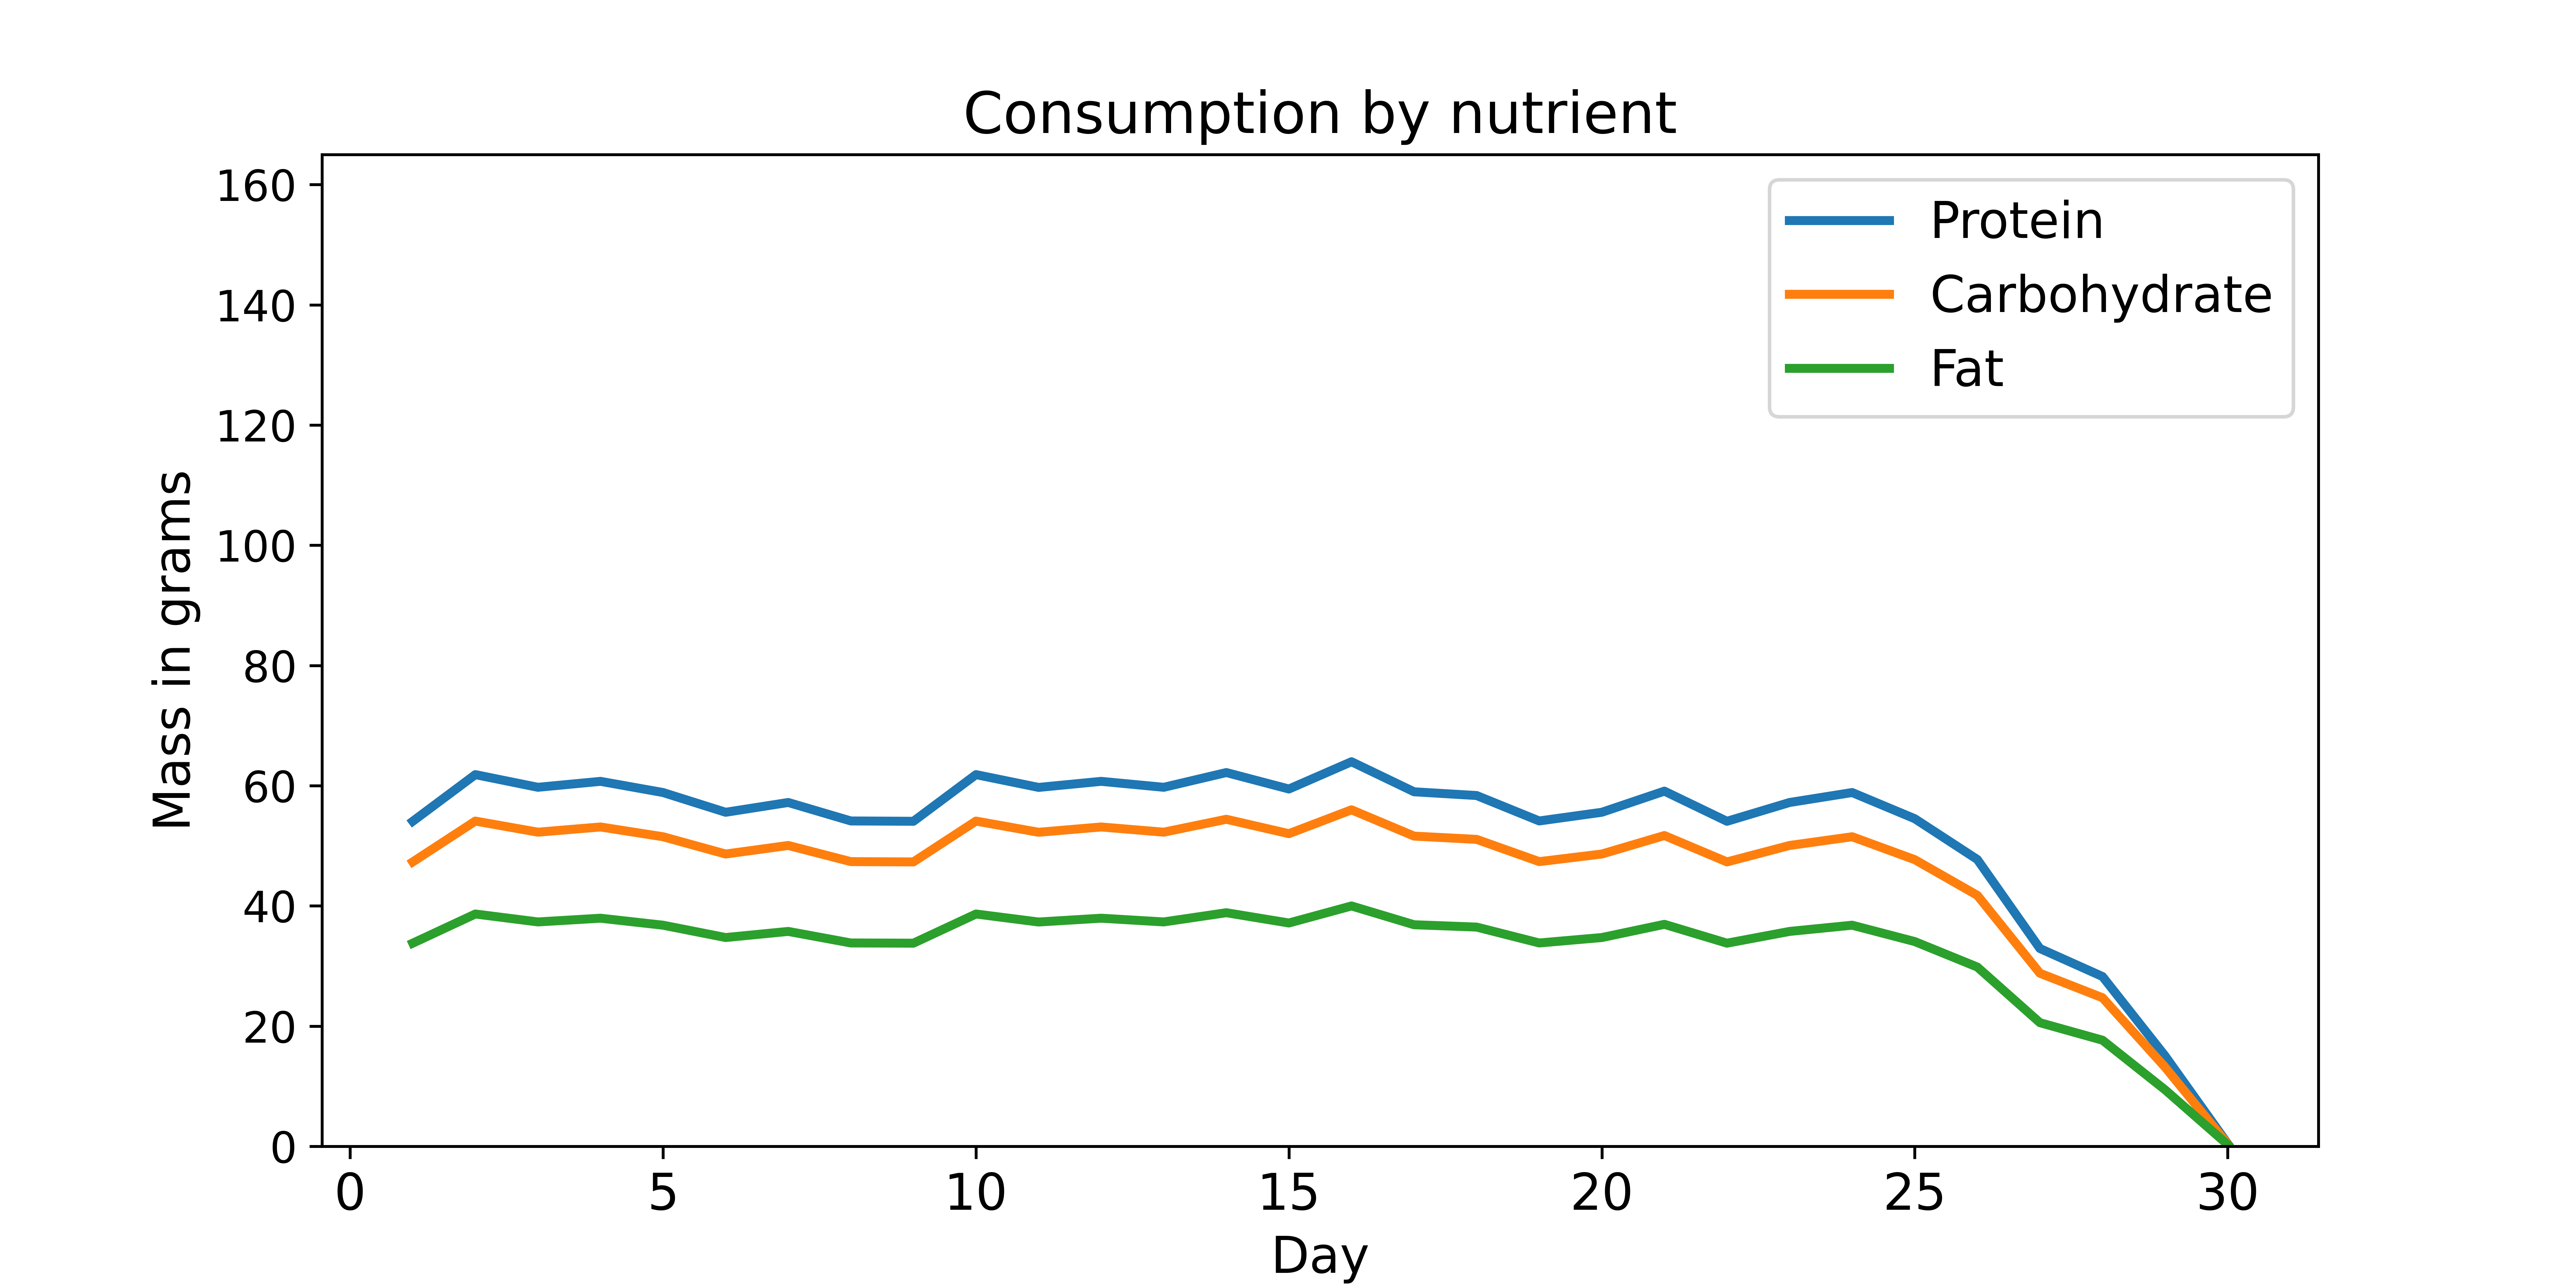 Consumption by nutrient
160
140
120
100
80
60
40
20
0
Mass in grams
Protein
Carbohydrate
Fat
0 5 10 15 20 25 30
Day